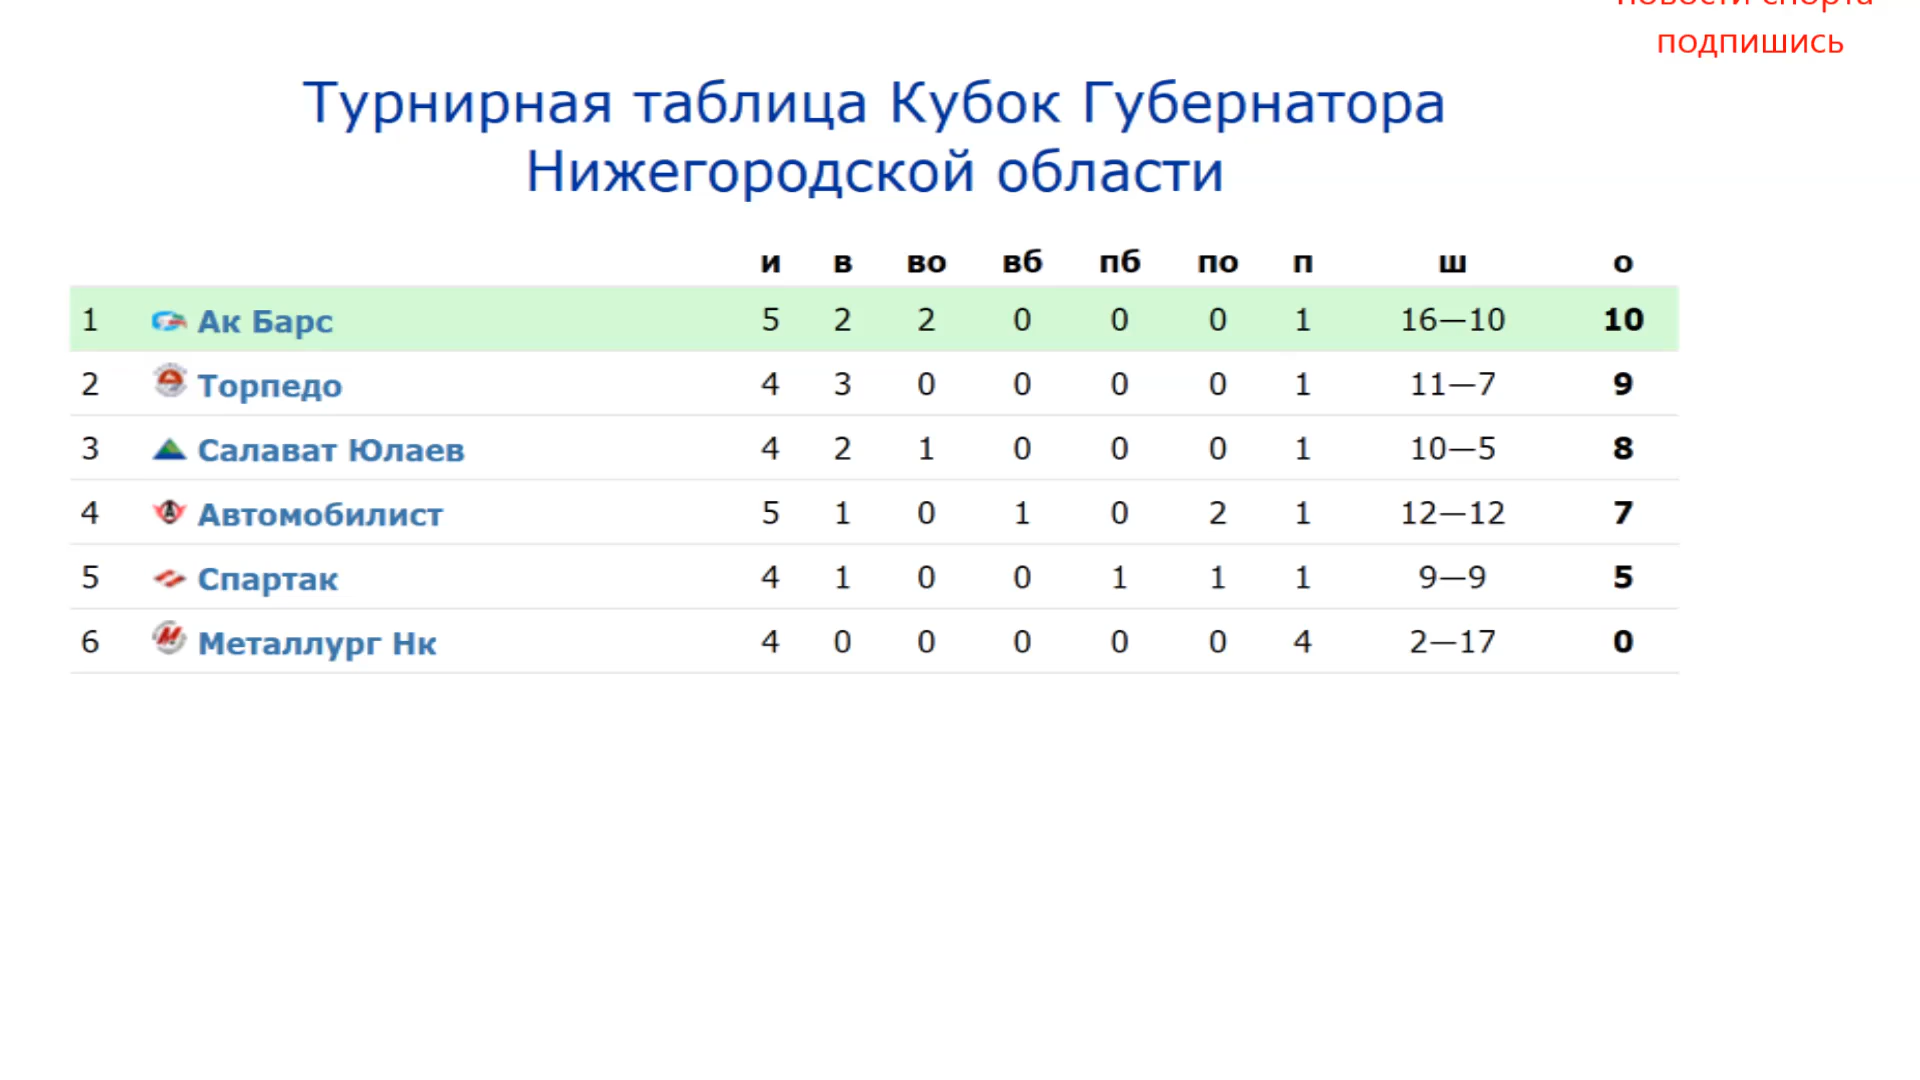 новости спорта
подпишись
Турнирная таблица Кубок Губернатора
Нижегородской области
и в во вб пб по п ш о
1 Ак Барс 5 2 2 0 0 0 1 16—10 10
2 Торпедо 4 3 0 0 0 0 1 11—7 9
3 Салават Юлаев 4 2 1 0 0 0 1 10—5 8
4 Автомобилист 5 1 0 1 0 2 1 12—12 7
5 Спартак 4 1 0 0 1 1 1 9—9 5
6 Металлург Нк 4 0 0 0 0 0 4 2—17 0